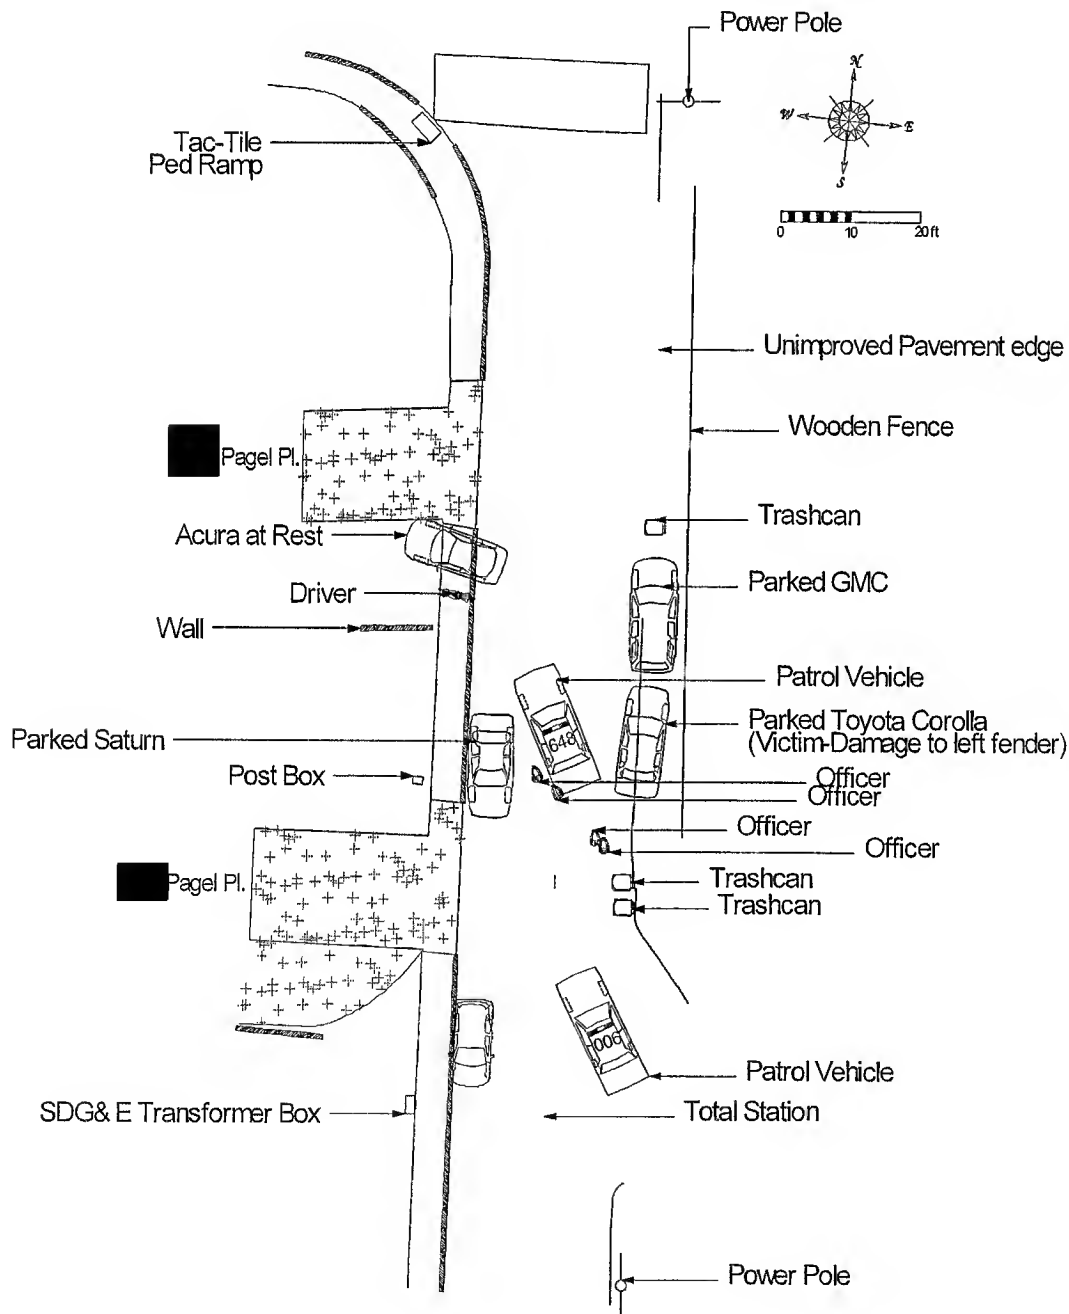 Power Pole
N
W
E
S
Tac-Tile
Ped Ramp
0 10 20 ft
Unimproved Pavement edge
Wooden Fence
Pagel Pl.
Trashcan
Acura at Rest
Parked GMC
Driver
Wall
Patrol Vehicle
Parked Saturn
648
Parked Toyota Corolla
(Victim-Damage to left fender)
Post Box
Officer
Officer
Officer
Officer
Pagel Pl.
Trashcan
Trashcan
006
Patrol Vehicle
SDG& E Transformer Box
Total Station
Power Pole